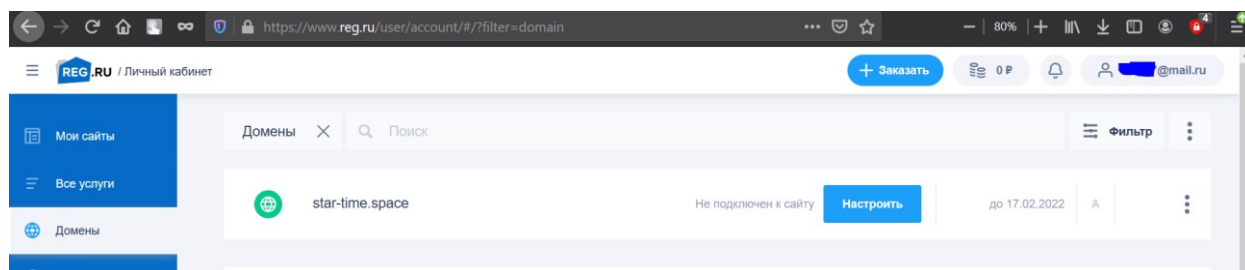 https://www.reg.ru/user/account/#/?filter=domain 80% 4
REG.RU / Личный кабинет Заказать 0 ₽ @mail.ru
Мои сайты Домены Поиск Фильтр
Все услуги
star-time.space Не подключен к сайту Настроить до 17.02.2022 A
Домены